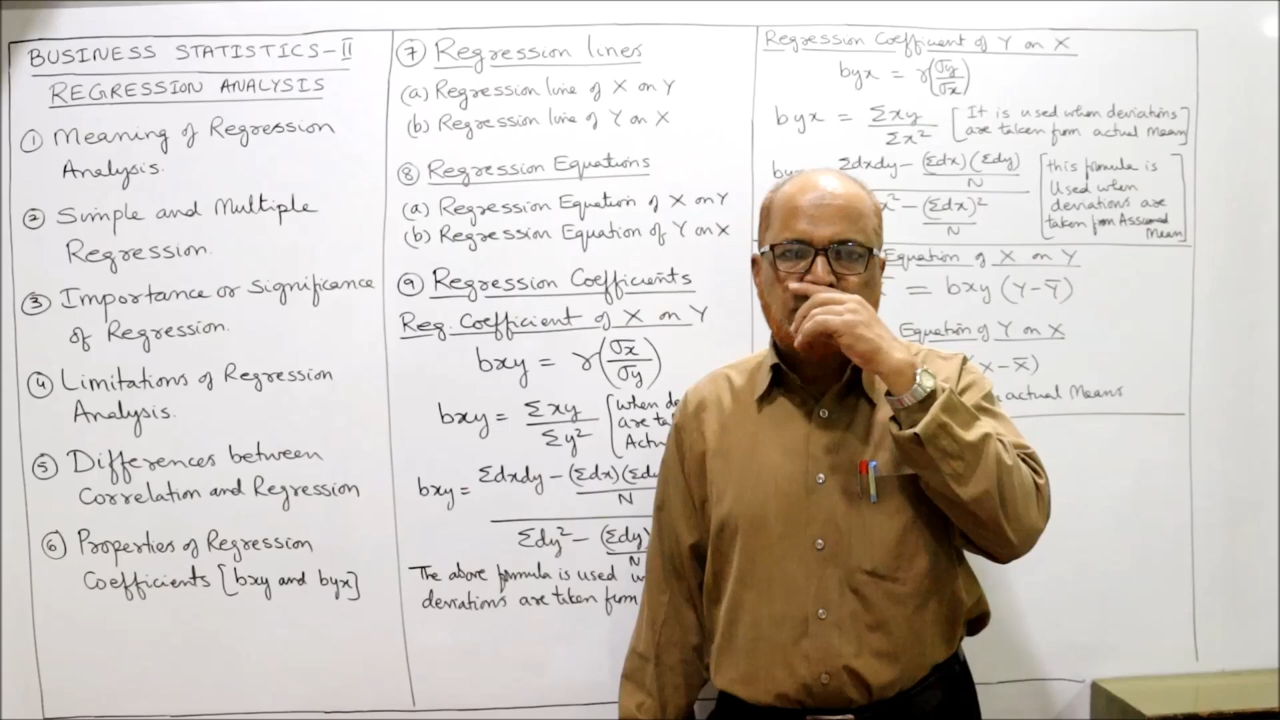 BUSINESS STATISTICS-II
REGRESSION ANALYSIS
① Meaning of Regression
Analysis.
② Simple and Multiple
Regression.
③ Importance or Significance
of Regression.
④ Limitations of Regression
Analysis.
⑤ Differences between
Correlation and Regression
⑥ Properties of Regression
Coefficients [bxy and byx]
⑦ Regression lines
(a) Regression line of X on Y
(b) Regression line of Y on X
⑧ Regression Equations
(a) Regression Equation of X on Y
(b) Regression Equation of Y on X
⑨ Regression Coefficients
Reg. Coefficient of X on Y
bxy = r(σx/σy)
bxy = Σxy/Σy² [when
are
bxy = Σdxdy - (Σdx)(Σdy/N
Σdy² - (Σdy)/N
The above formula is used
deviations are taken from
Regression Coefficient of Y on X
byx = r(σy/σx)
byx = Σxy/Σx² [It is used when deviations
are taken from actual Mean]
Σdxdy - (Σdx)(Σdy)/N
x² - (Σdx)²/N
[this formula is
Used when
deviations are
taken from Assumed
Mean]
Equation of X on Y
= bxy (Y-Ȳ)
Equation of Y on X
(X-X̄)
actual Means